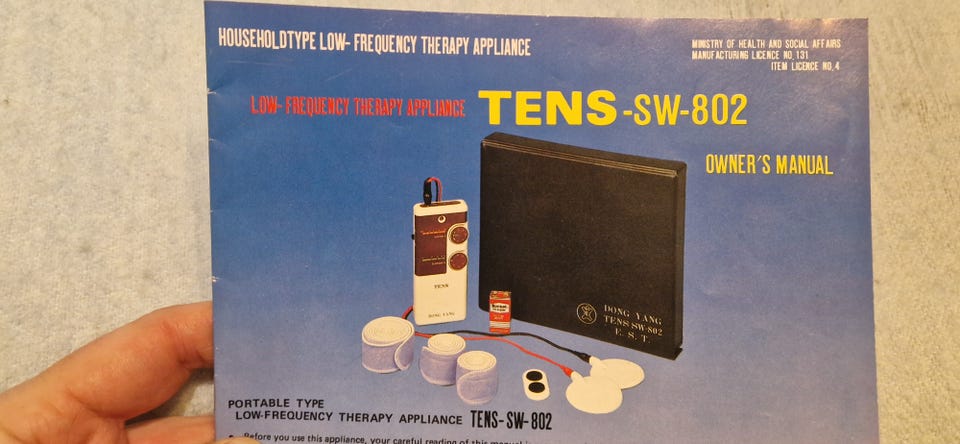 HOUSEHOLDTYPE LOW- FREQUENCY THERAPY APPLIANCE
MINISTRY OF HEALTH AND SOCIAL AFFAIRS
MANUFACTURING LICENCE NO, 131
ITEM LICENCE NO, 4
LOW- FREQUENCY THERAPY APPLIANCE TENS-SW-802
OWNER'S MANUAL
TENS
DONG YANG
DONG YANG
TENS SW-802
E. S. T.
PORTABLE TYPE
LOW-FREQUENCY THERAPY APPLIANCE TENS-SW-802
Before you use this appliance, your careful reading of this manual